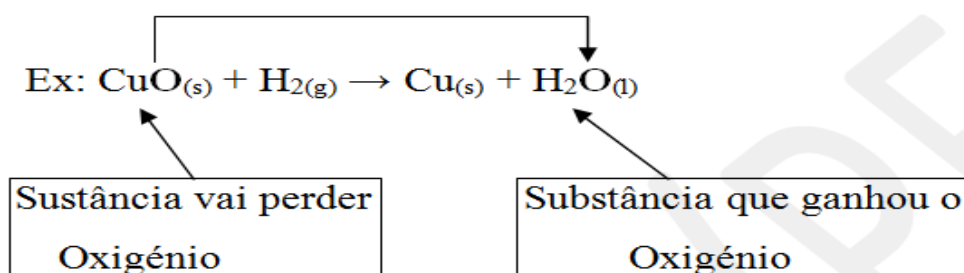 Ex: CuO(s) + H2(g) → Cu(s) + H2O(l)
Sustância vai perder
Oxigénio
Substância que ganhou o
Oxigénio